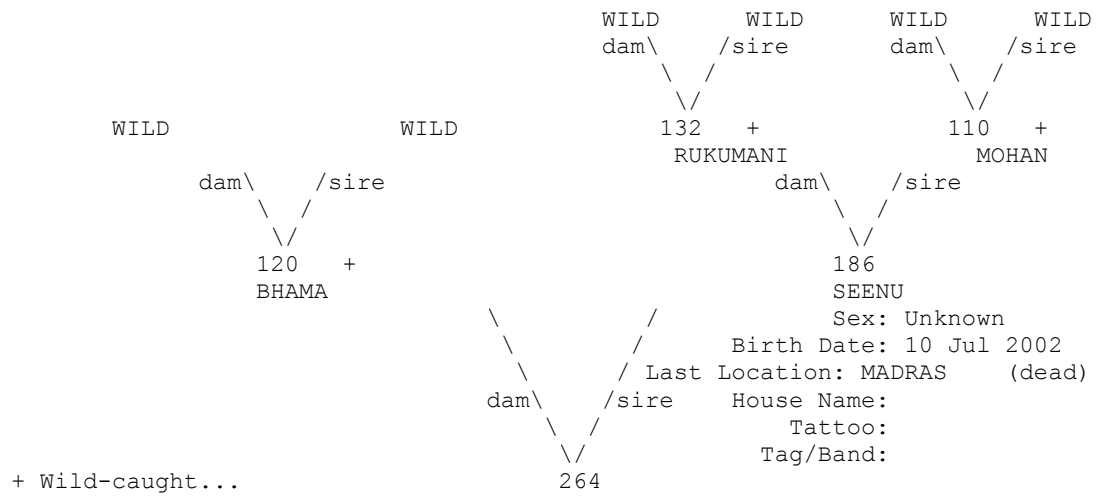 WILD WILD WILD WILD
dam\ /sire dam\ /sire
\ / \ /
\/ \/
WILD WILD 132 + 110 +
RUKUMANI MOHAN
dam\ /sire dam\ /sire
\ / \ /
\/ \/
120 + 186
BHAMA SEENU
\ / Sex: Unknown
\ / Birth Date: 10 Jul 2002
\ / Last Location: MADRAS (dead)
dam\ /sire House Name:
\ / Tattoo:
\/ Tag/Band:
+ Wild-caught... 264